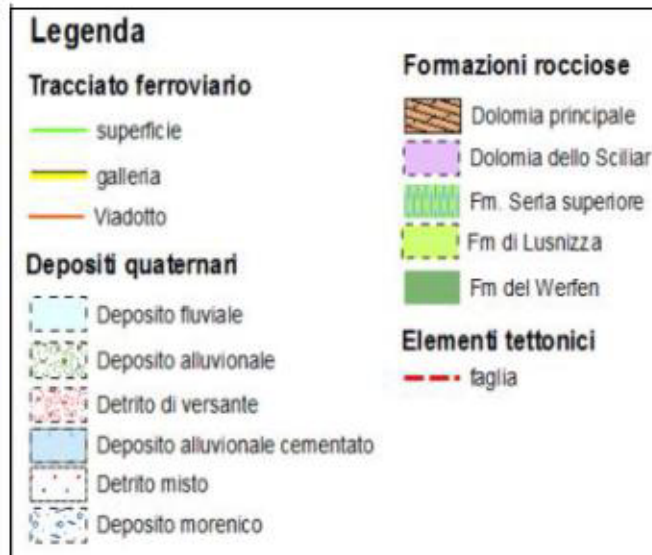 Legenda
Tracciato ferroviario
superficie
galleria
Viadotto
Depositi quaternari
Deposito fluviale
Deposito alluvionale
Detrito di versante
Deposito alluvionale cementato
Detrito misto
Deposito morenico
Formazioni rocciose
Dolomia principale
Dolomia dello Sciliar
Fm. Serla superiore
Fm di Lusnizza
Fm del Werfen
Elementi tettonici
faglia